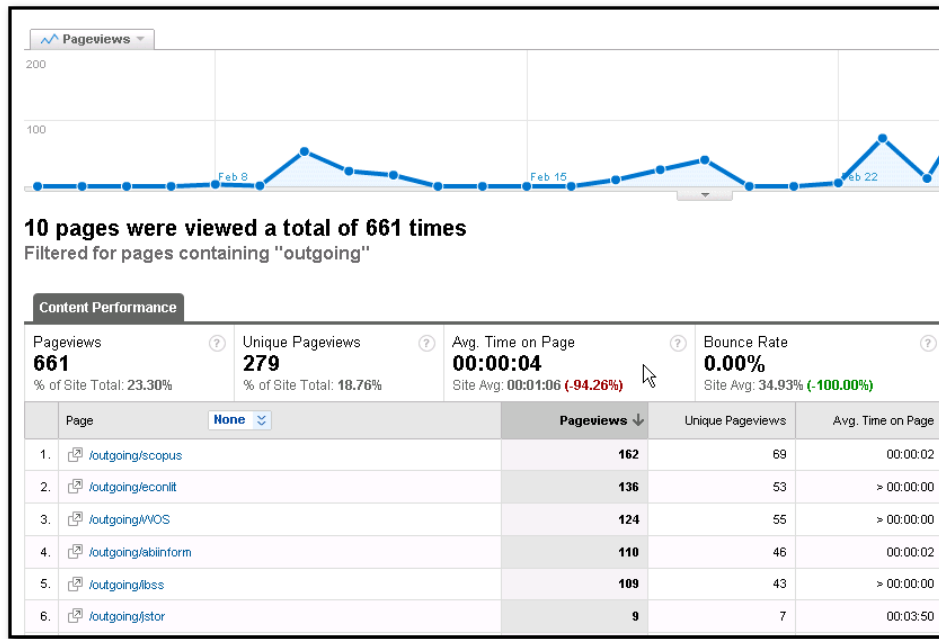 Pageviews
200
100
Feb 8
Feb 15
Feb 22
10 pages were viewed a total of 661 times
Filtered for pages containing "outgoing"
Content Performance
Pageviews ? Unique Pageviews ? Avg. Time on Page ? Bounce Rate ?
661 279 00:00:04 0.00%
% of Site Total: 23.30% % of Site Total: 18.76% Site Avg: 00:01:06 (-94.26%) Site Avg: 34.93% (-100.00%)
Page None Pageviews Unique Pageviews Avg. Time on Page
1. /outgoing/scopus 162 69 00:00:02
2. /outgoing/econlit 136 53 > 00:00:00
3. /outgoing/WOS 124 55 > 00:00:00
4. /outgoing/abiinform 110 46 00:00:02
5. /outgoing/ibss 109 43 > 00:00:00
6. /outgoing/jstor 9 7 00:03:50